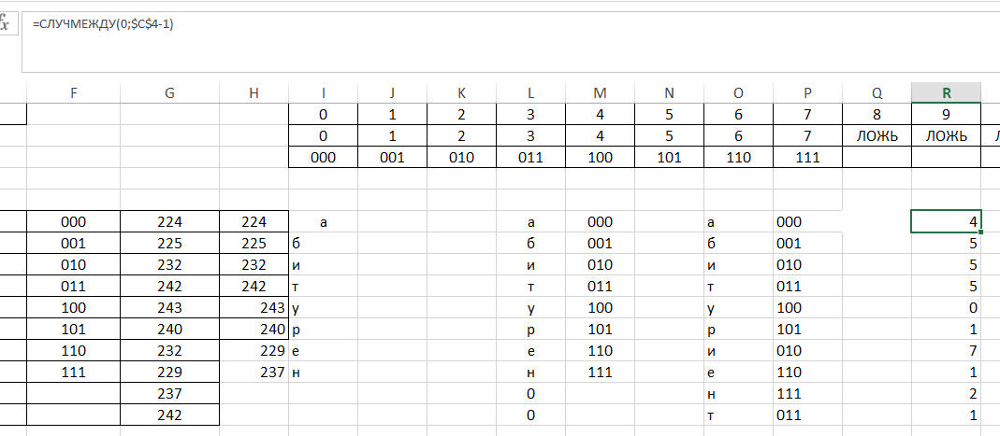 fx =СЛУЧМЕЖДУ(0;$C$4-1)
F G H I J K L M N O P Q R
0 1 2 3 4 5 6 7 8 9
0 1 2 3 4 5 6 7 ЛОЖЬ ЛОЖЬ
000 001 010 011 100 101 110 111
000 224 224 а а 000 а 000 4
001 225 225 б б 001 б 001 5
010 232 232 и и 010 и 010 5
011 242 242 т т 011 т 011 5
100 243 243 у у 100 у 100 0
101 240 240 р р 101 р 101 1
110 232 229 е е 110 и 010 7
111 229 237 н н 111 е 110 1
237 0 н 111 2
242 0 т 011 1